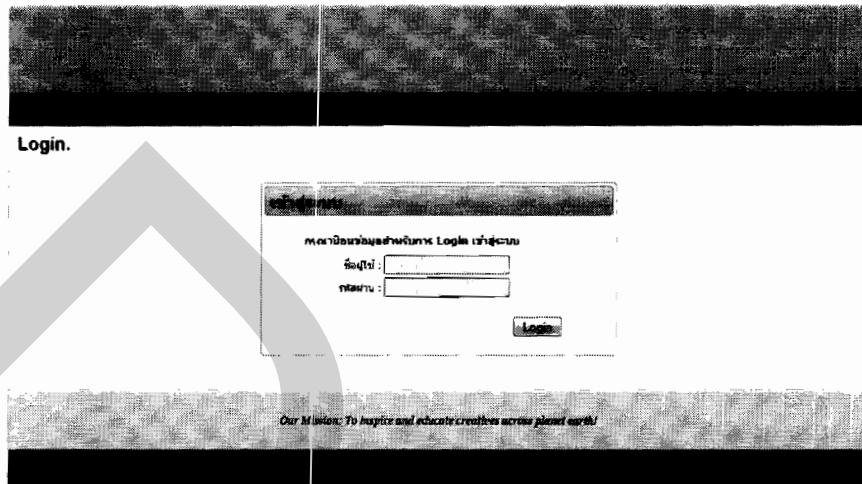 Login.
เข้าสู่ระบบ
กรุณาป้อนข้อมูลสำหรับการ Login เข้าสู่ระบบ
ชื่อผู้ใช้ :
รหัสผ่าน :
Login
Our Mission: To inspire and educate creatives across planet earth!